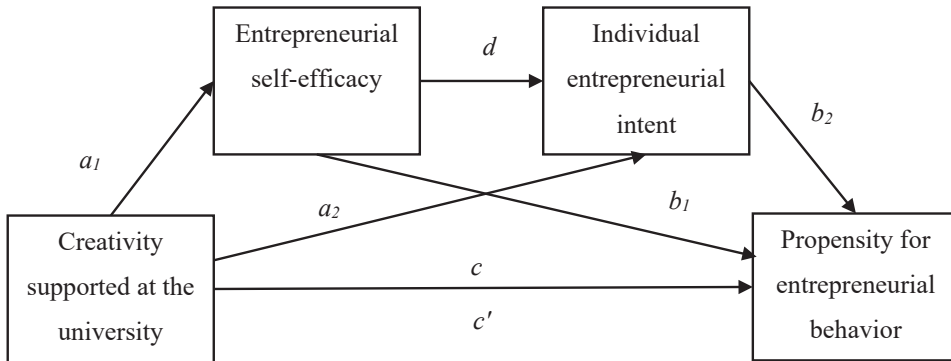 Entrepreneurial
self-efficacy
d
Individual
entrepreneurial
intent
a₁
b₂
a₂
b₁
Creativity
supported at the
university
c
c'
Propensity for
entrepreneurial
behavior